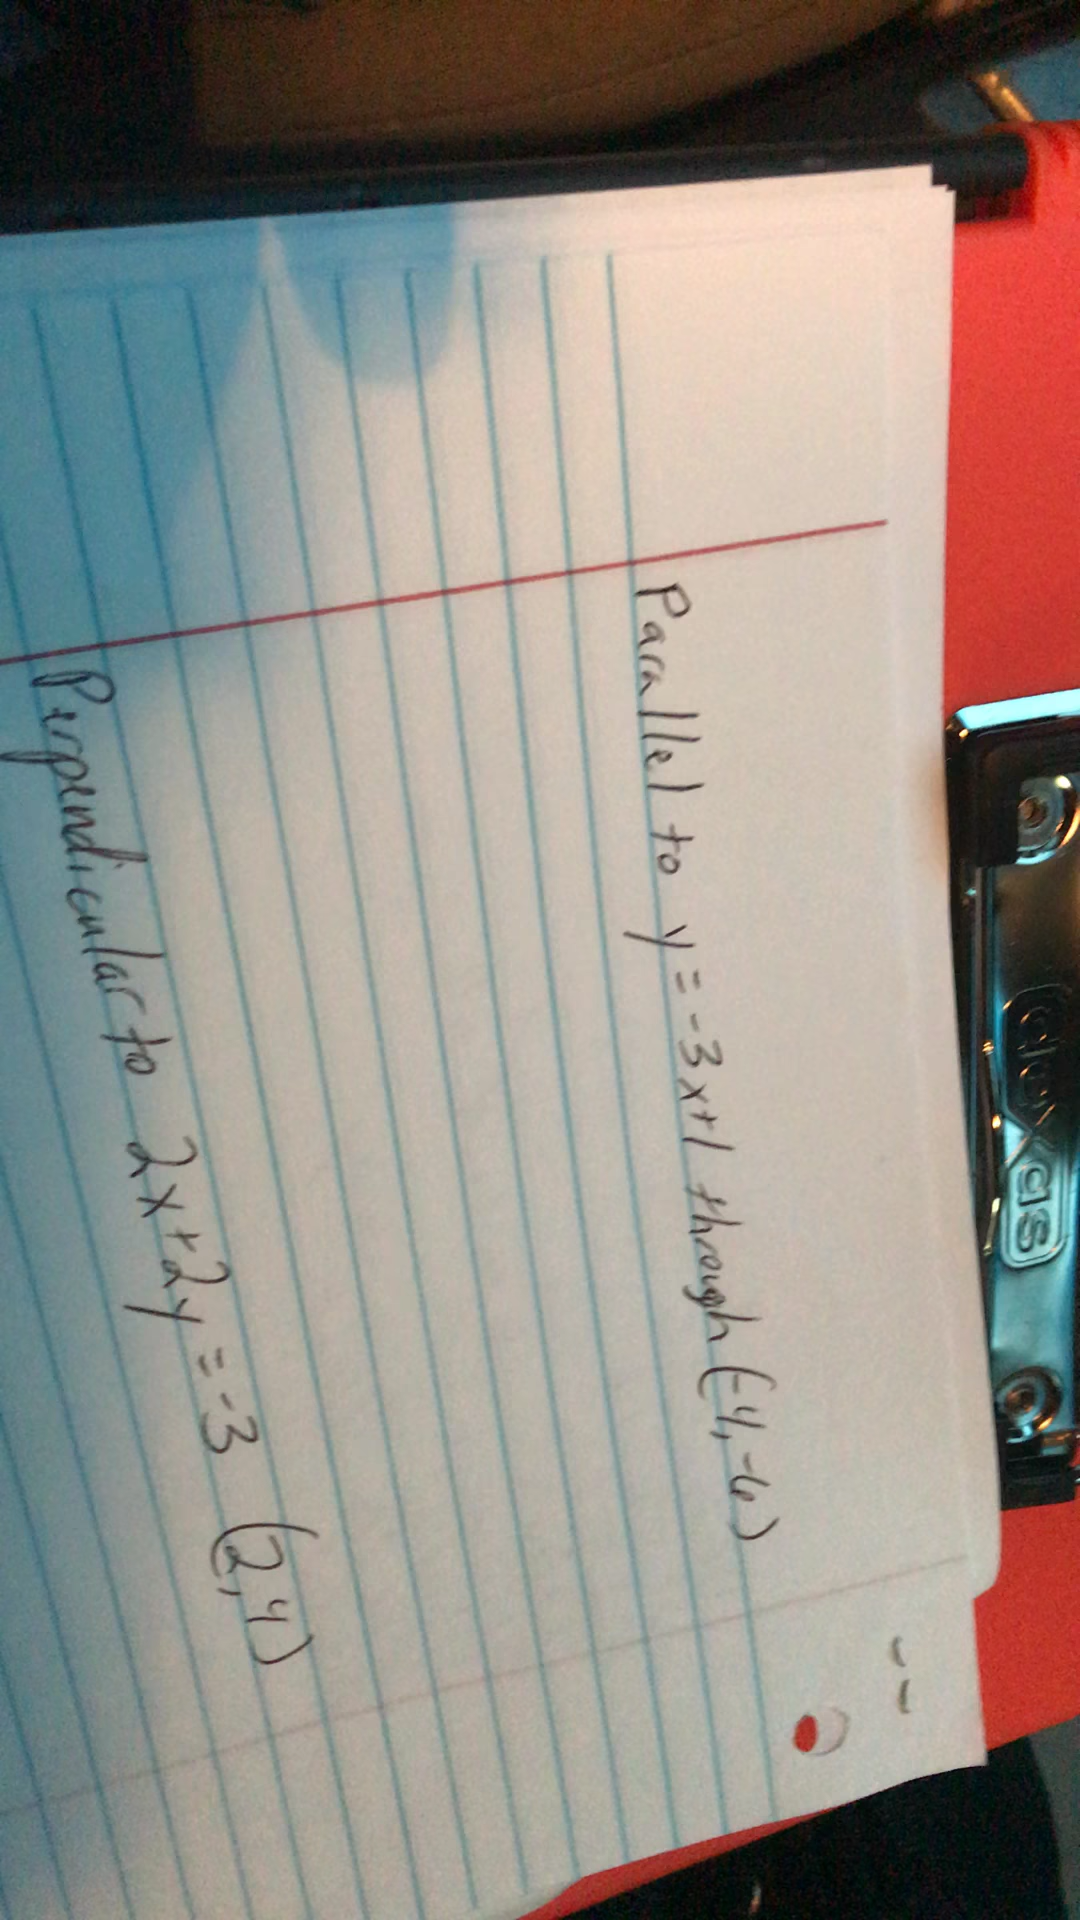 Parallel to y = -3x+1 through (-4, -6)
Perpendicular to 2x+2y = -3 (2,4)